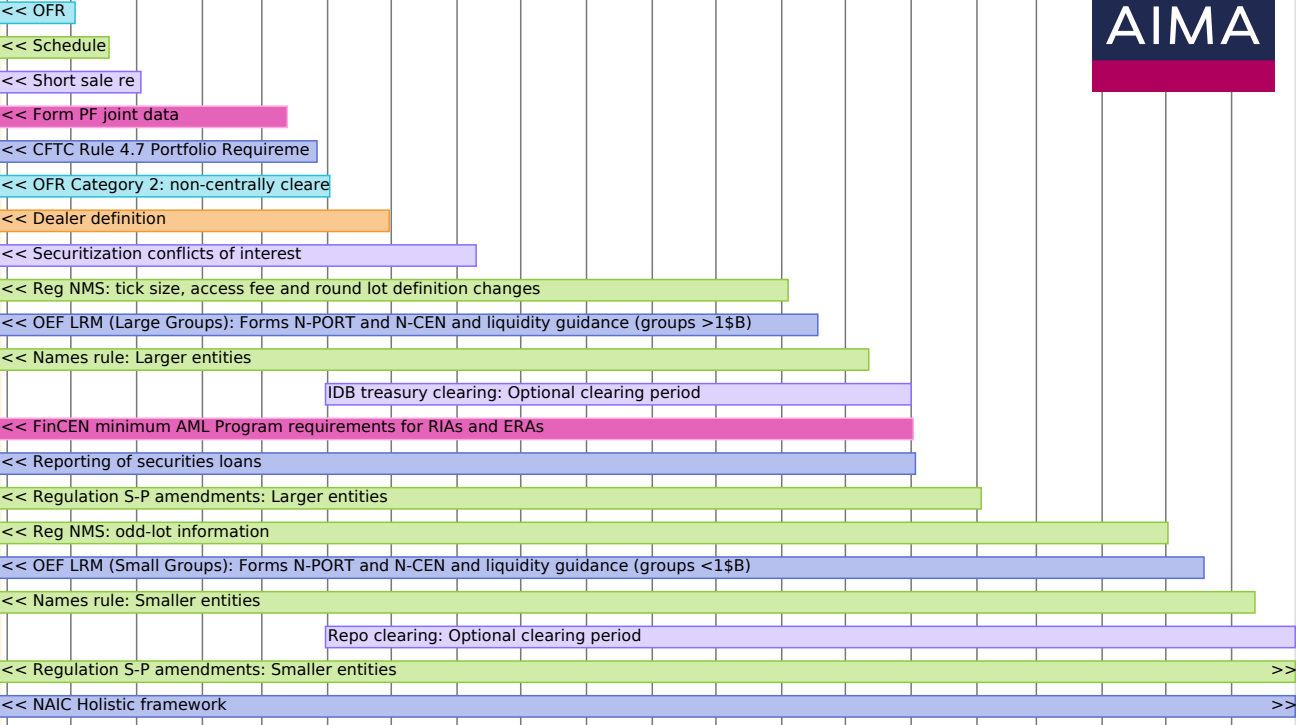 << OFR
AIMA
<< Schedule
<< Short sale re
<< Form PF joint data
<< CFTC Rule 4.7 Portfolio Requireme
<< OFR Category 2: non-centrally cleare
<< Dealer definition
<< Securitization conflicts of interest
<< Reg NMS: tick size, access fee and round lot definition changes
<< OEF LRM (Large Groups): Forms N-PORT and N-CEN and liquidity guidance (groups >1$B)
<< Names rule: Larger entities
IDB treasury clearing: Optional clearing period
<< FinCEN minimum AML Program requirements for RIAs and ERAs
<< Reporting of securities loans
<< Regulation S-P amendments: Larger entities
<< Reg NMS: odd-lot information
<< OEF LRM (Small Groups): Forms N-PORT and N-CEN and liquidity guidance (groups <1$B)
<< Names rule: Smaller entities
Repo clearing: Optional clearing period
<< Regulation S-P amendments: Smaller entities >>
<< NAIC Holistic framework >>